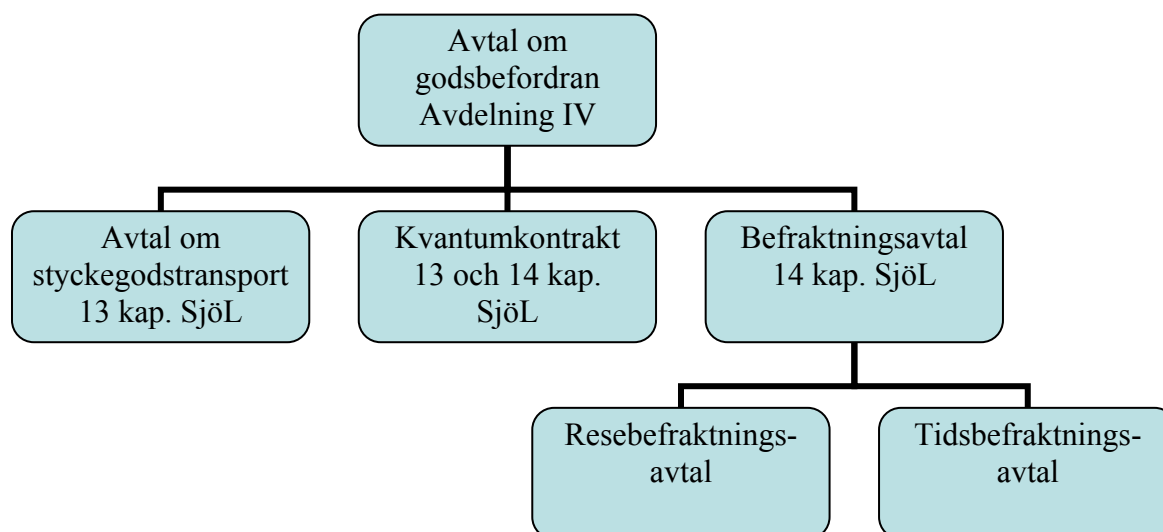 Avtal om
godsbefordran
Avdelning IV
Avtal om
styckegodstransport
13 kap. SjöL
Kvantumkontrakt
13 och 14 kap.
SjöL
Befraktningsavtal
14 kap. SjöL
Resebefraktnings-
avtal
Tidsbefraktnings-
avtal